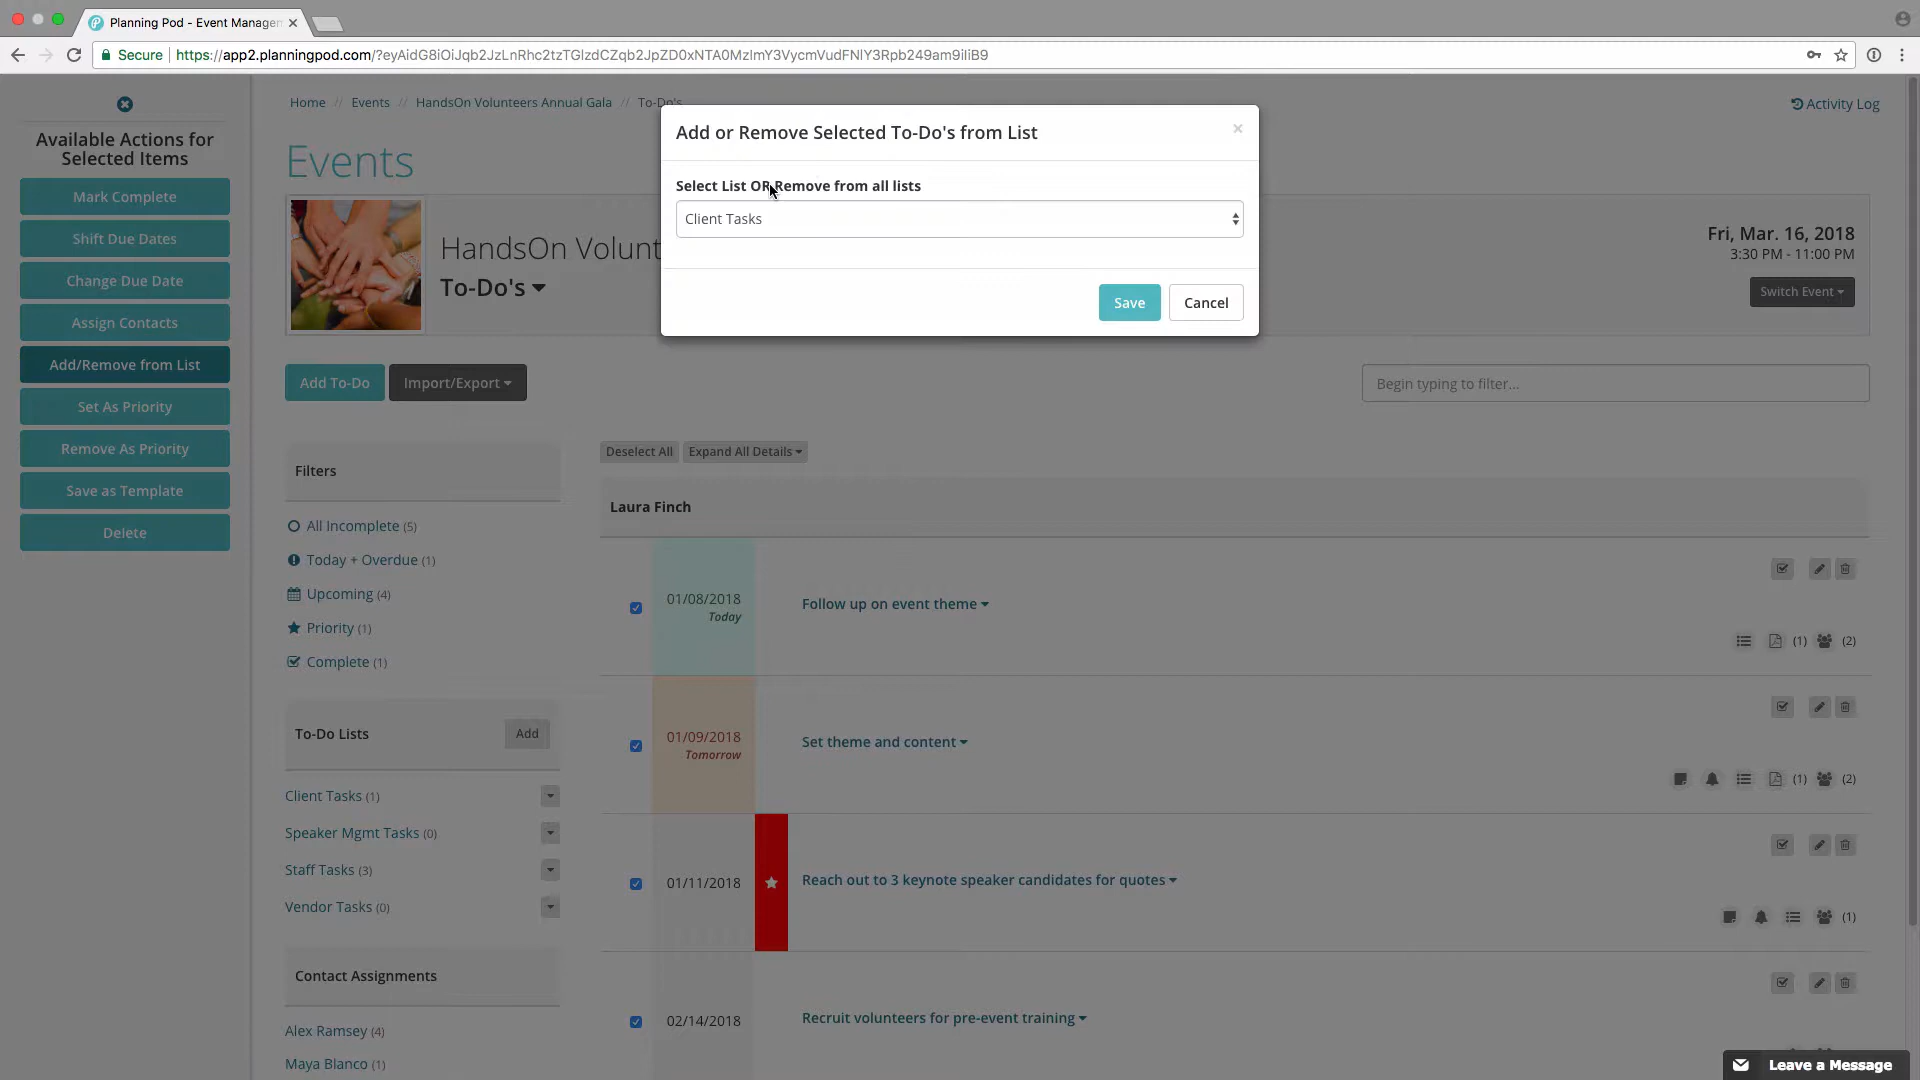 Planning Pod - Event Manage
Secure
https://app2.planningpod.com/?eyAidG8iOiJqb2JzLnRhc2tzTGlzdCZqb2JpZD0xNTA0MzlmY3VycmVudFNlY3Rpb249am9iIiB9
Available Actions for
Selected Items
Mark Complete
Shift Due Dates
Change Due Date
Assign Contacts
Add/Remove from List
Set As Priority
Remove As Priority
Save as Template
Delete
Home // Events // HandsOn Volunteers Annual Gala // To-Do's
Activity Log
Events
HandsOn Volunt
To-Do's
Fri, Mar. 16, 2018
3:30 PM - 11:00 PM
Switch Event
Add or Remove Selected To-Do's from List
×
Select List OR Remove from all lists
Client Tasks
Save
Cancel
Add To-Do
Import/Export
Begin typing to filter...
Filters
All Incomplete (5)
Today + Overdue (1)
Upcoming (4)
Priority (1)
Complete (1)
To-Do Lists
Add
Client Tasks (1)
Speaker Mgmt Tasks (0)
Staff Tasks (3)
Vendor Tasks (0)
Contact Assignments
Alex Ramsey (4)
Maya Blanco (1)
Deselect All
Expand All Details
Laura Finch
01/08/2018
Today
Follow up on event theme
(1)
(2)
01/09/2018
Tomorrow
Set theme and content
(1)
(2)
01/11/2018
Reach out to 3 keynote speaker candidates for quotes
(1)
02/14/2018
Recruit volunteers for pre-event training
Leave a Message